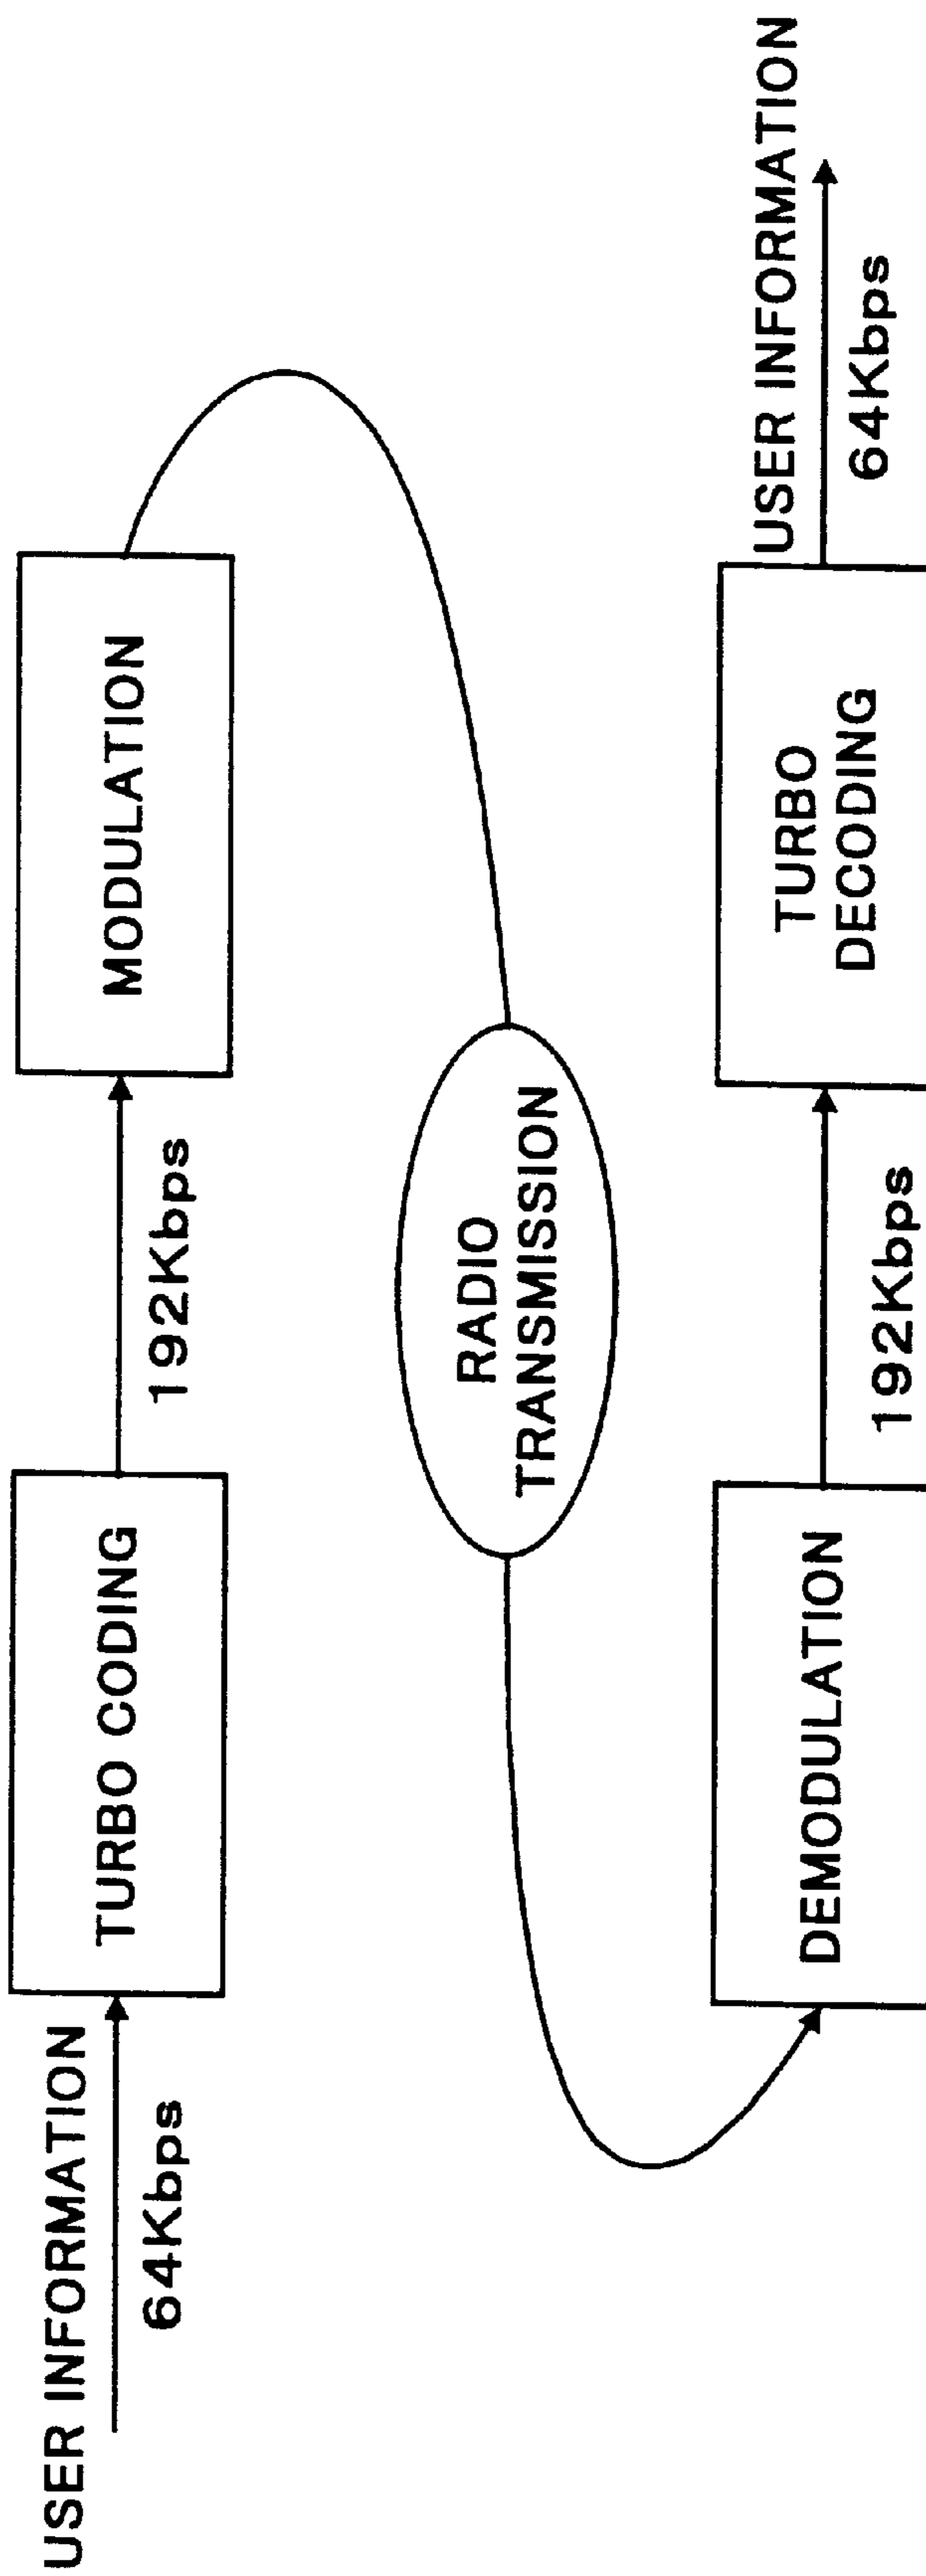 USER INFORMATION
64Kbps
TURBO CODING
192Kbps
MODULATION
RADIO
TRANSMISSION
DEMODULATION
192Kbps
TURBO
DECODING
USER INFORMATION
64Kbps